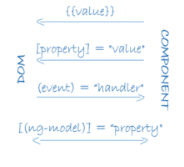 {{value}}
[property] = "value"
(event) = "handler"
[(ng-model)] = "property"
DOM
COMPONENT